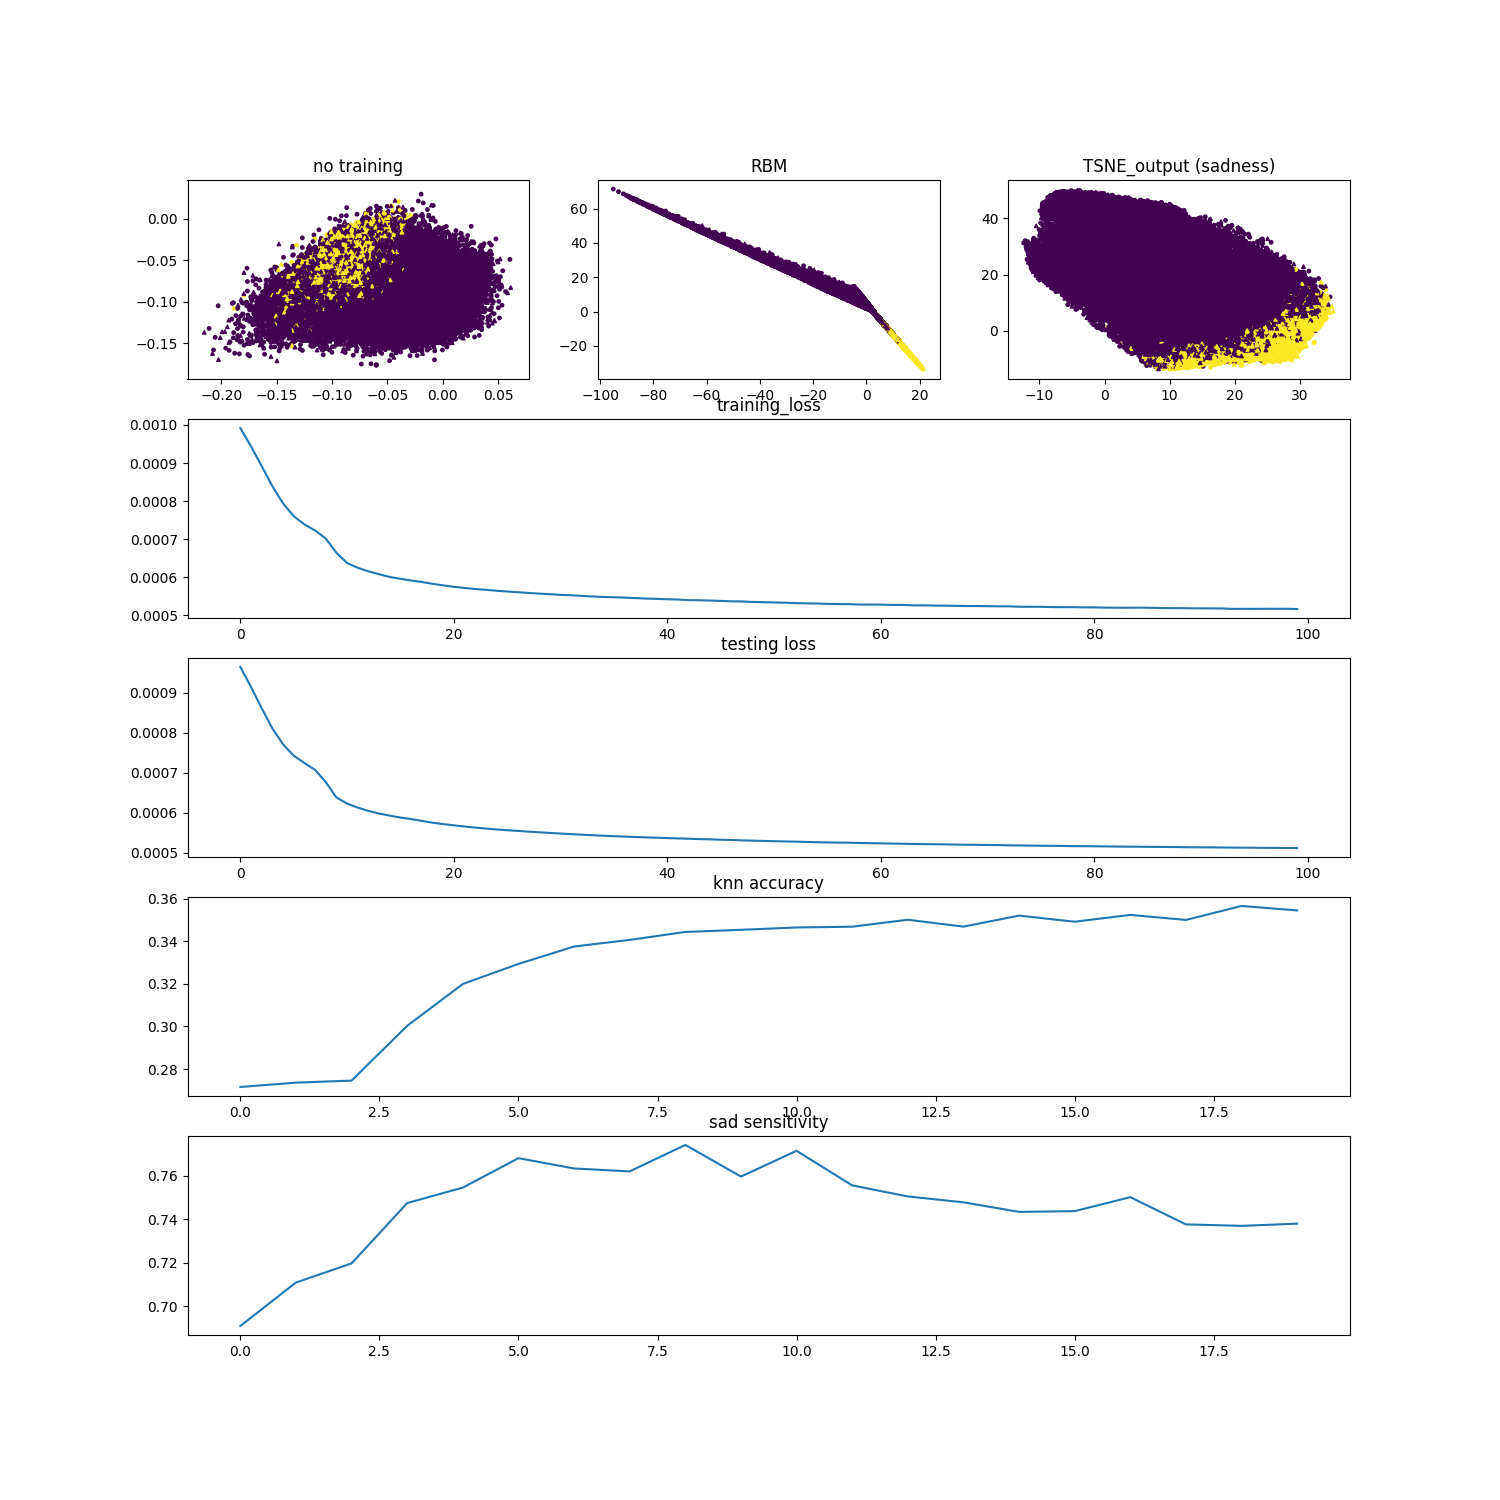 no training
RBM
TSNE_output (sadness)
0.00
−0.05
−0.10
−0.15
−0.20 −0.15 −0.10 −0.05 0.00 0.05
60
40
20
0
−20
−100 −80 −60 −40 −20 0 20
40
20
0
−10 0 10 20 30
training_loss
0.0010
0.0009
0.0008
0.0007
0.0006
0.0005
0 20 40 60 80 100
testing loss
0.0009
0.0008
0.0007
0.0006
0.0005
0 20 40 60 80 100
knn accuracy
0.36
0.34
0.32
0.30
0.28
0.0 2.5 5.0 7.5 10.0 12.5 15.0 17.5
sad sensitivity
0.76
0.74
0.72
0.70
0.0 2.5 5.0 7.5 10.0 12.5 15.0 17.5